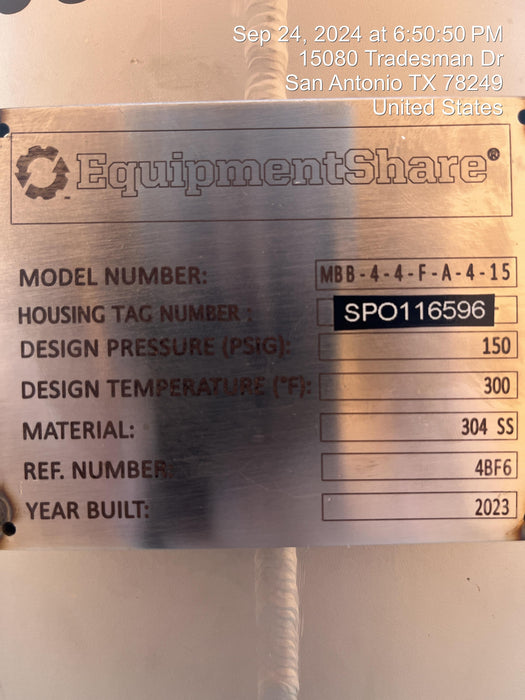 Sep 24, 2024 at 6:50:50 PM
15080 Tradesman Dr
San Antonio TX 78249
United States
EquipmentShare®
MODEL NUMBER: MBB-4-4-F-A-4-15
HOUSING TAG NUMBER : SPO116596
DESIGN PRESSURE (PSIG): 150
DESIGN TEMPERATURE (°F): 300
MATERIAL: 304 SS
REF. NUMBER: 4BF6
YEAR BUILT: 2023